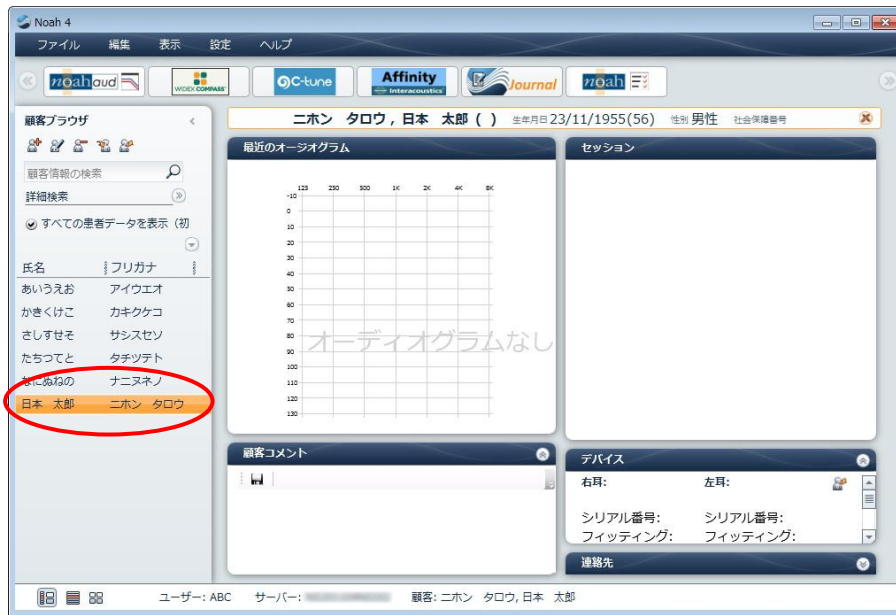 Noah 4
ファイル 編集 表示 設定 ヘルプ
noah aud WIDEX COMPASS C-tune Affinity Interacoustics Journal noah
顧客ブラウザ
ニホン タロウ , 日本 太郎 ( ) 生年月日 23/11/1955(56) 性別 男性 社会保障番号
顧客情報の検索
詳細検索
すべての患者データを表示（初
氏名 フリガナ
あいうえお アイウエオ
かきくけこ カキクケコ
さしすせそ サシスセソ
たちつてと タチツテト
なにぬねの ナニヌネノ
日本 太郎 ニホン タロウ
最近のオージオグラム
125 250 500 1K 2K 4K 8K
-10
0
10
20
30
40
50
60
70
80
90
100
110
120
130
オーディオグラムなし
セッション
顧客コメント
デバイス
右耳: 左耳:
シリアル番号: シリアル番号:
フィッティング: フィッティング:
連絡先
ユーザー: ABC サーバー: 顧客: ニホン タロウ, 日本 太郎